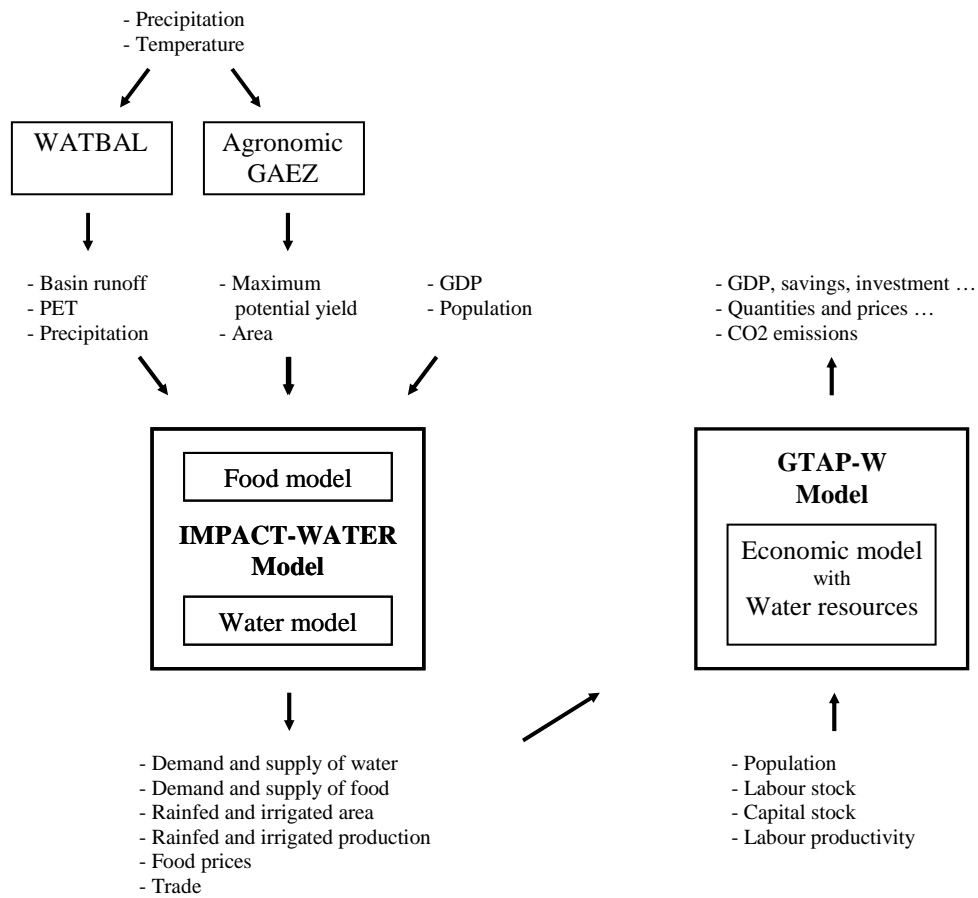 - Precipitation
- Temperature
WATBAL
Agronomic
GAEZ
- Basin runoff
- PET
- Precipitation
- Maximum
potential yield
- Area
- GDP
- Population
- GDP, savings, investment …
- Quantities and prices …
- CO2 emissions
Food model
IMPACT-WATER
Model
Water model
GTAP-W
Model
Economic model
with
Water resources
- Demand and supply of water
- Demand and supply of food
- Rainfed and irrigated area
- Rainfed and irrigated production
- Food prices
- Trade
- Population
- Labour stock
- Capital stock
- Labour productivity